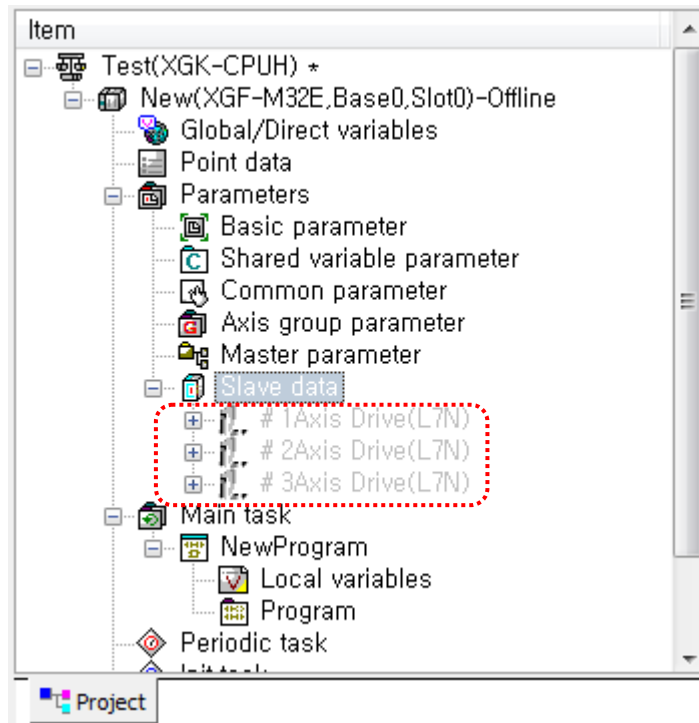 Item
Test(XGK-CPUH) *
New(XGF-M32E,Base0,Slot0)-Offline
Global/Direct variables
Point data
Parameters
Basic parameter
Shared variable parameter
Common parameter
Axis group parameter
Master parameter
Slave data
# 1Axis Drive(L7N)
# 2Axis Drive(L7N)
# 3Axis Drive(L7N)
Main task
NewProgram
Local variables
Program
Periodic task
Init task
Project